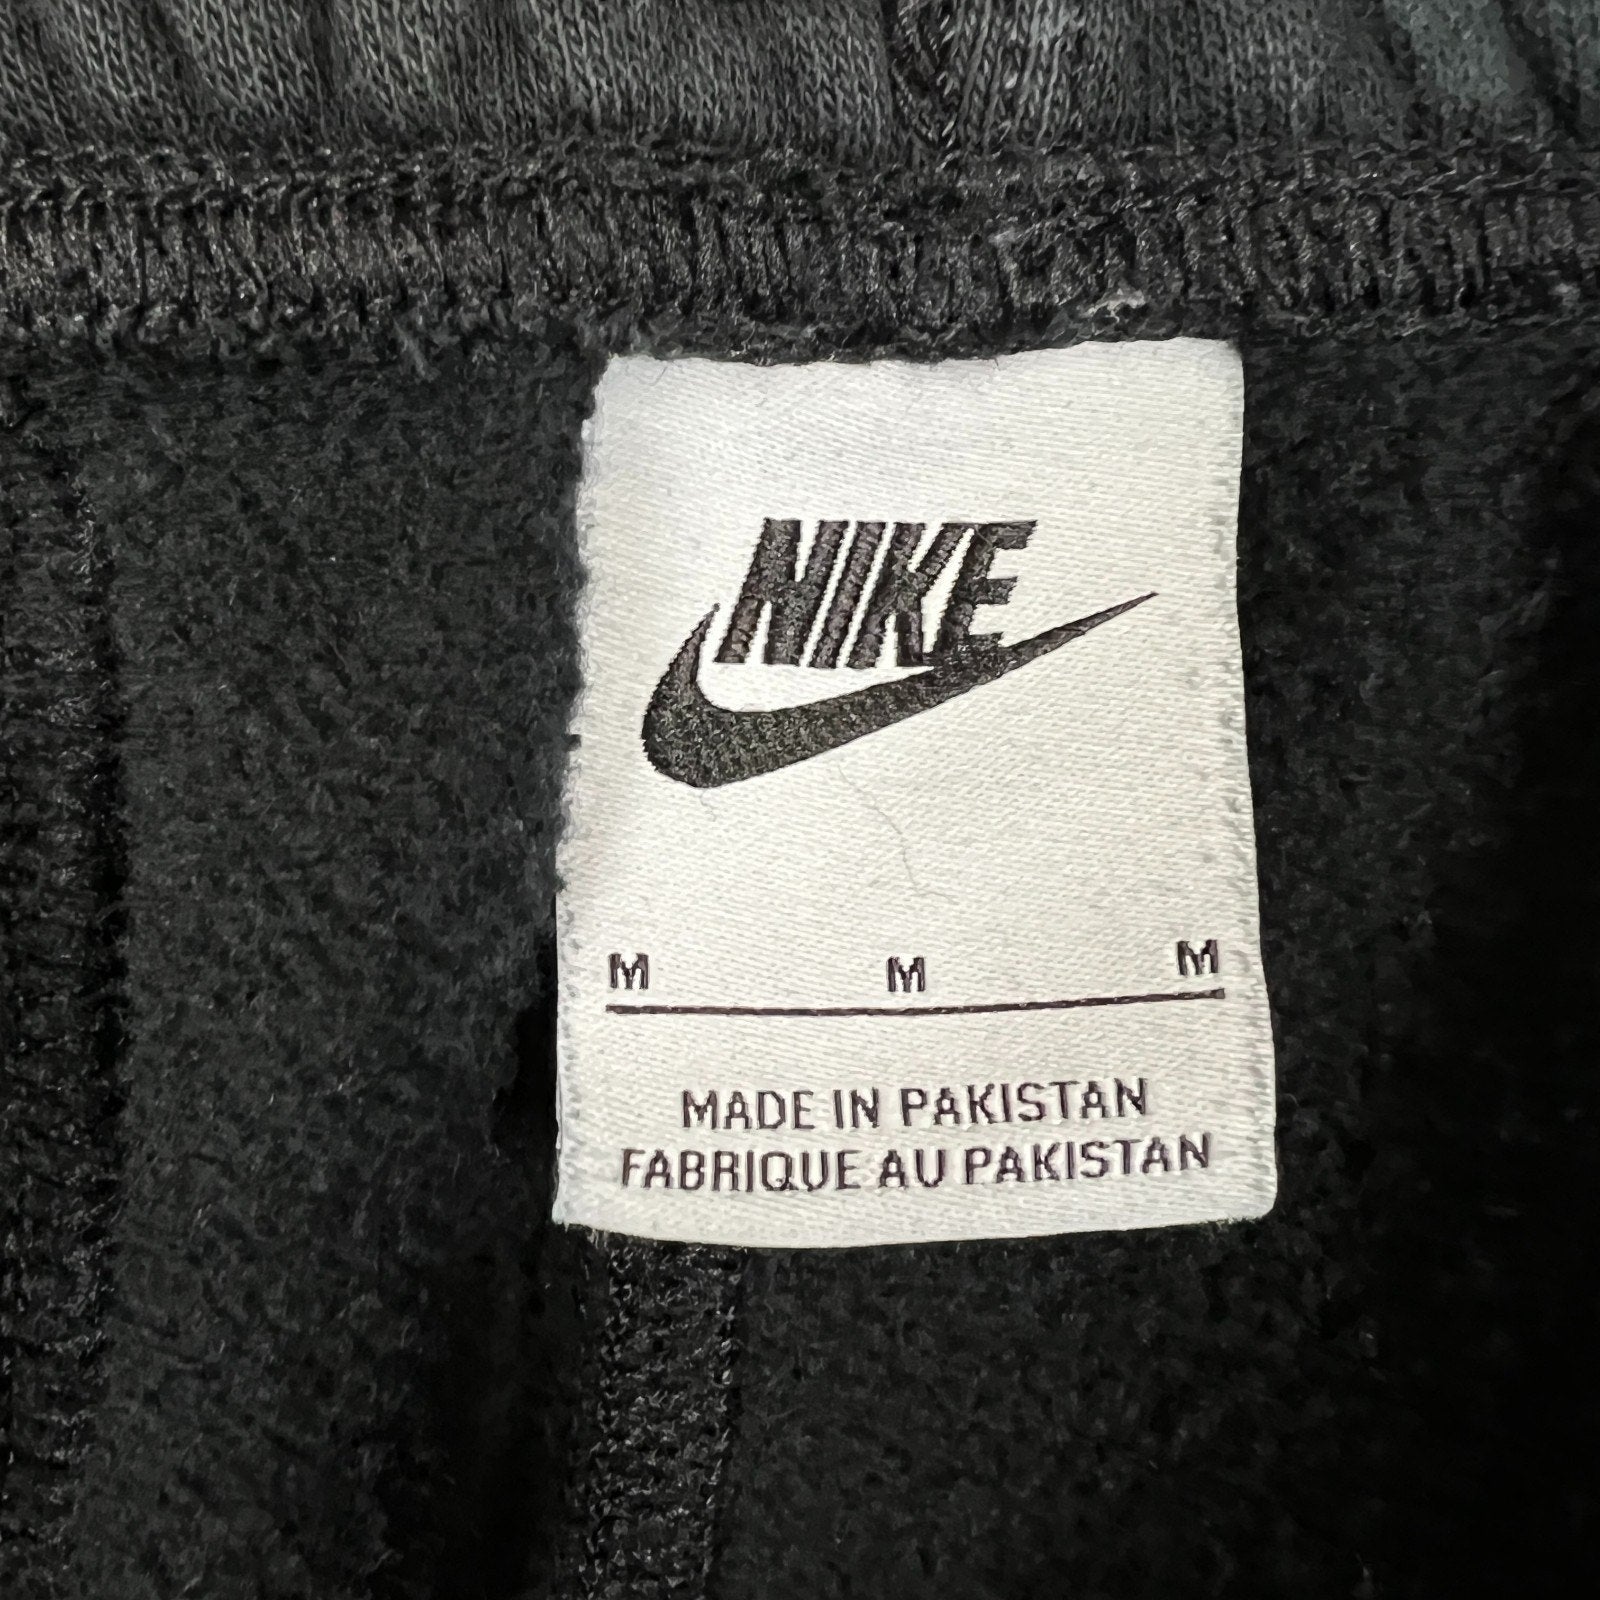 NIKE
M M M
MADE IN PAKISTAN
FABRIQUE AU PAKISTAN